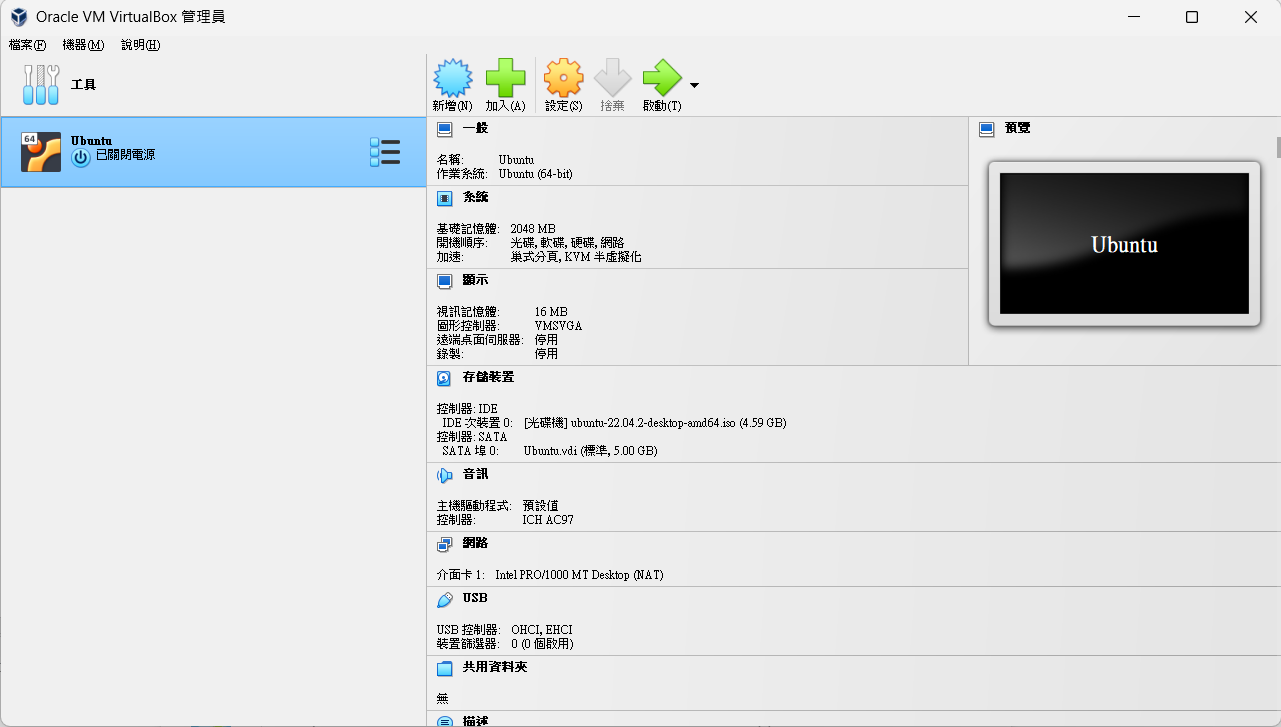 Oracle VM VirtualBox 管理員
檔案(F) 機器(M) 說明(H)
工具
新增(N) 加入(A) 設定(S) 捨棄 啟動(T)
64
Ubuntu
已關閉電源
一般
名稱: Ubuntu
作業系統: Ubuntu (64-bit)
系統
基礎記憶體: 2048 MB
開機順序: 光碟, 軟碟, 硬碟, 網路
加速: 巢式分頁, KVM 半虛擬化
顯示
視訊記憶體: 16 MB
圖形控制器: VMSVGA
遠端桌面伺服器: 停用
錄製: 停用
預覽
Ubuntu
存儲裝置
控制器: IDE
IDE 次裝置 0: [光碟機] ubuntu-22.04.2-desktop-amd64.iso (4.59 GB)
控制器: SATA
SATA 埠 0: Ubuntu.vdi (標準, 5.00 GB)
音訊
主機驅動程式: 預設值
控制器: ICH AC97
網路
介面卡 1: Intel PRO/1000 MT Desktop (NAT)
USB
USB 控制器: OHCI, EHCI
裝置篩選器: 0 (0 個啟用)
共用資料夾
無
描述